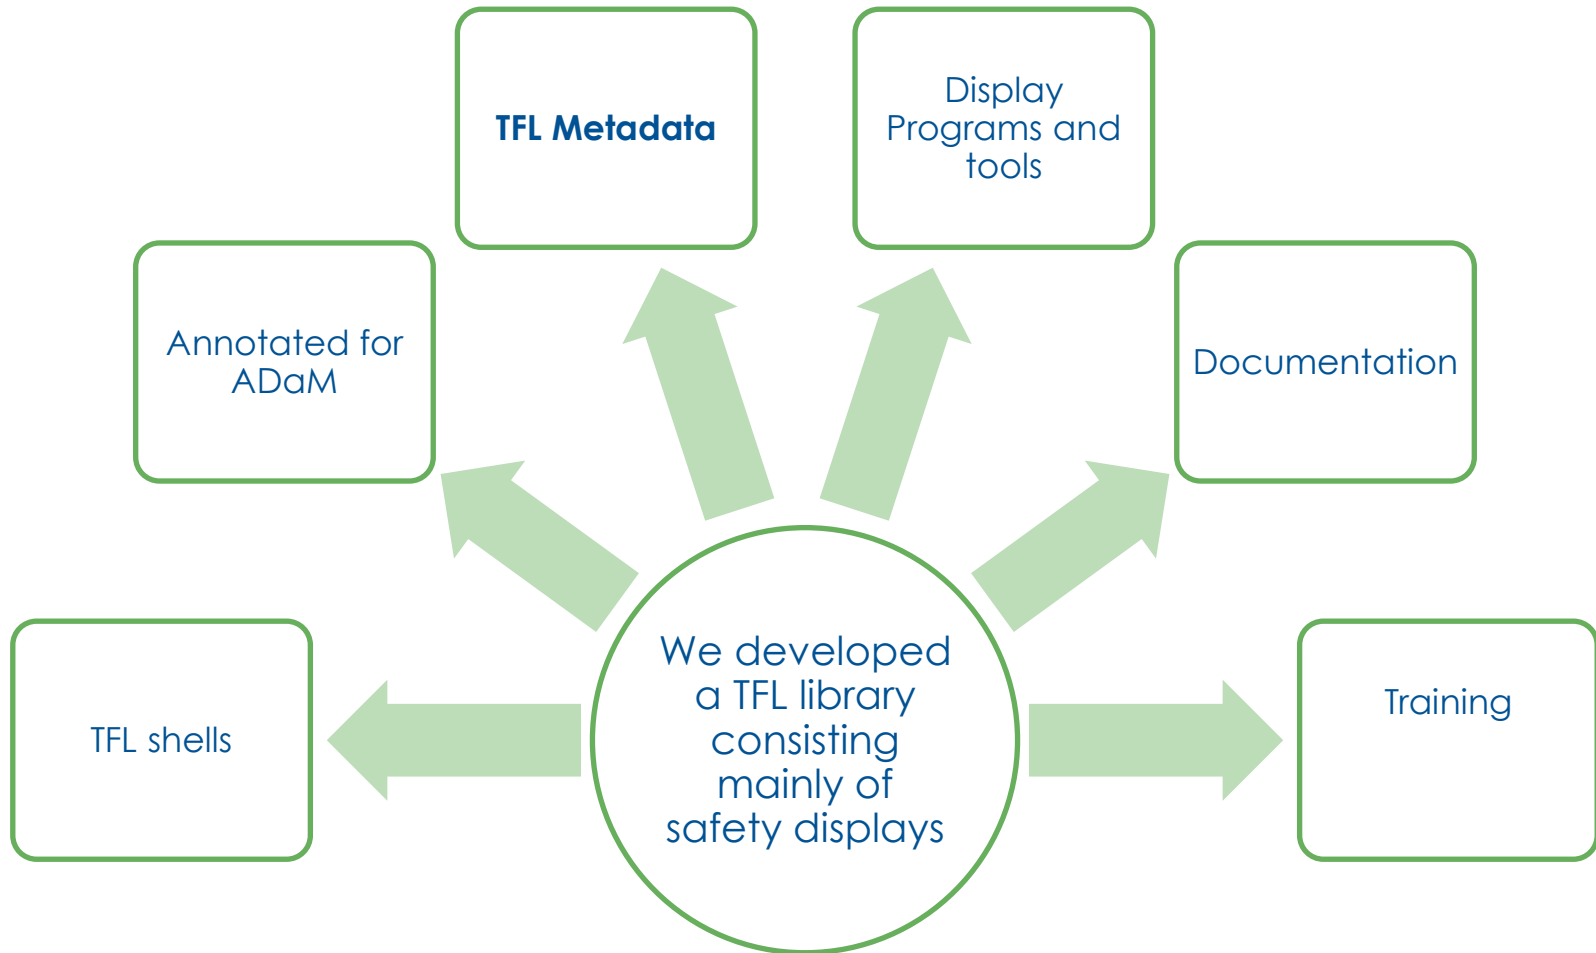 TFL Metadata
Display
Programs and
tools
Annotated for
ADaM
Documentation
TFL shells
We developed
a TFL library
consisting
mainly of
safety displays
Training